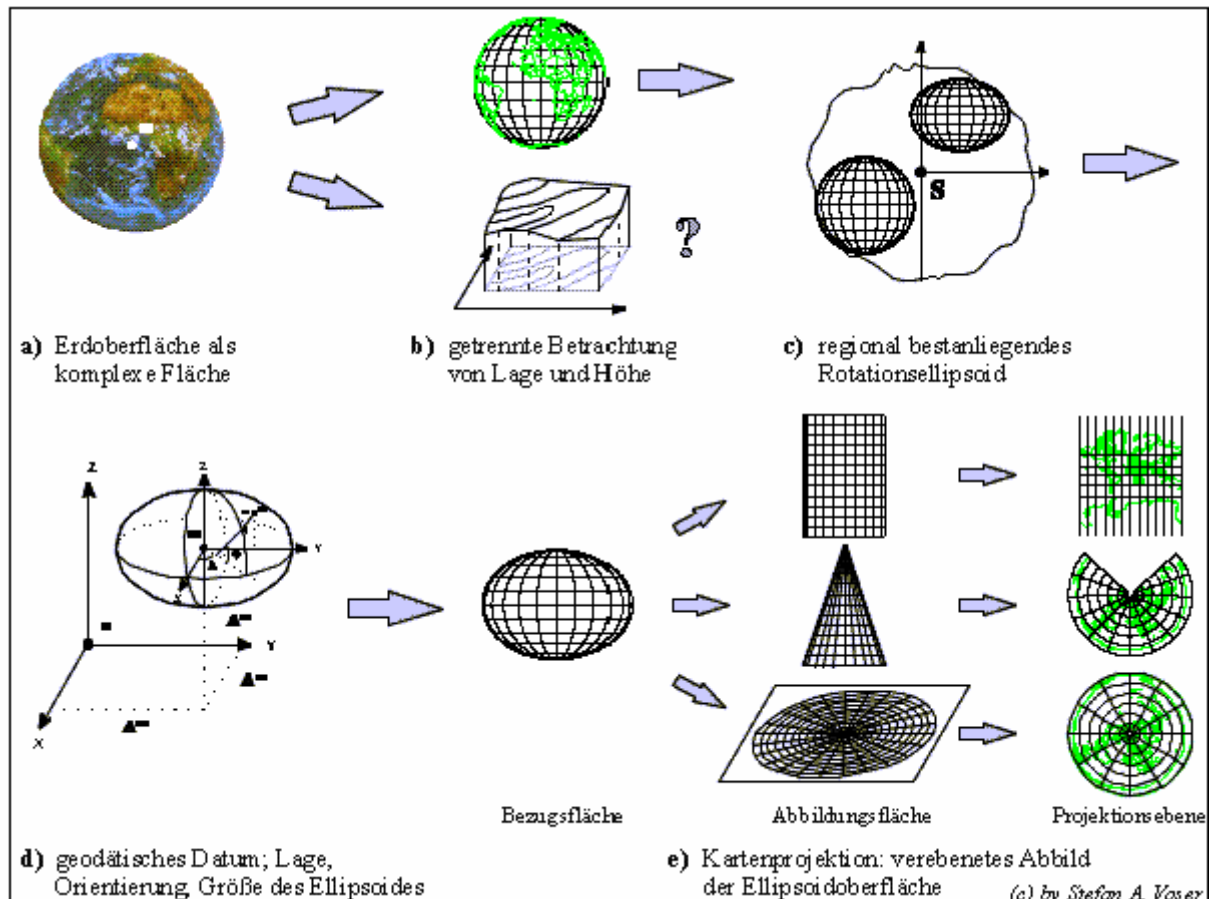 S
?
a) Erdoberfläche als
komplexe Fläche
b) getrennte Betrachtung
von Lage und Höhe
c) regional bestanliegendes
Rotationsellipsoid
Z
Z
Y
X
Y
X
Bezugsfläche
Abbildungsfläche
Projektionsebene
d) geodätisches Datum; Lage,
Orientierung, Größe des Ellipsoides
e) Kartenprojektion: verebenetes Abbild
der Ellipsoidoberfläche
(c) by Stefan A. Voser